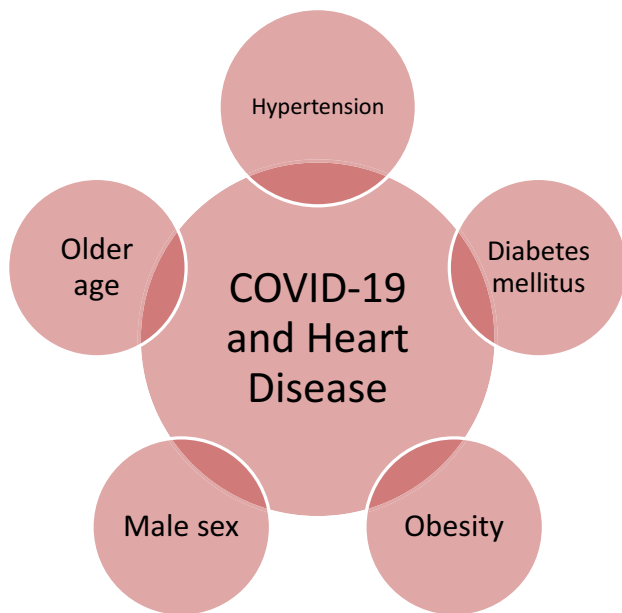 Hypertension
Older
age
Diabetes
mellitus
COVID-19
and Heart
Disease
Male sex
Obesity